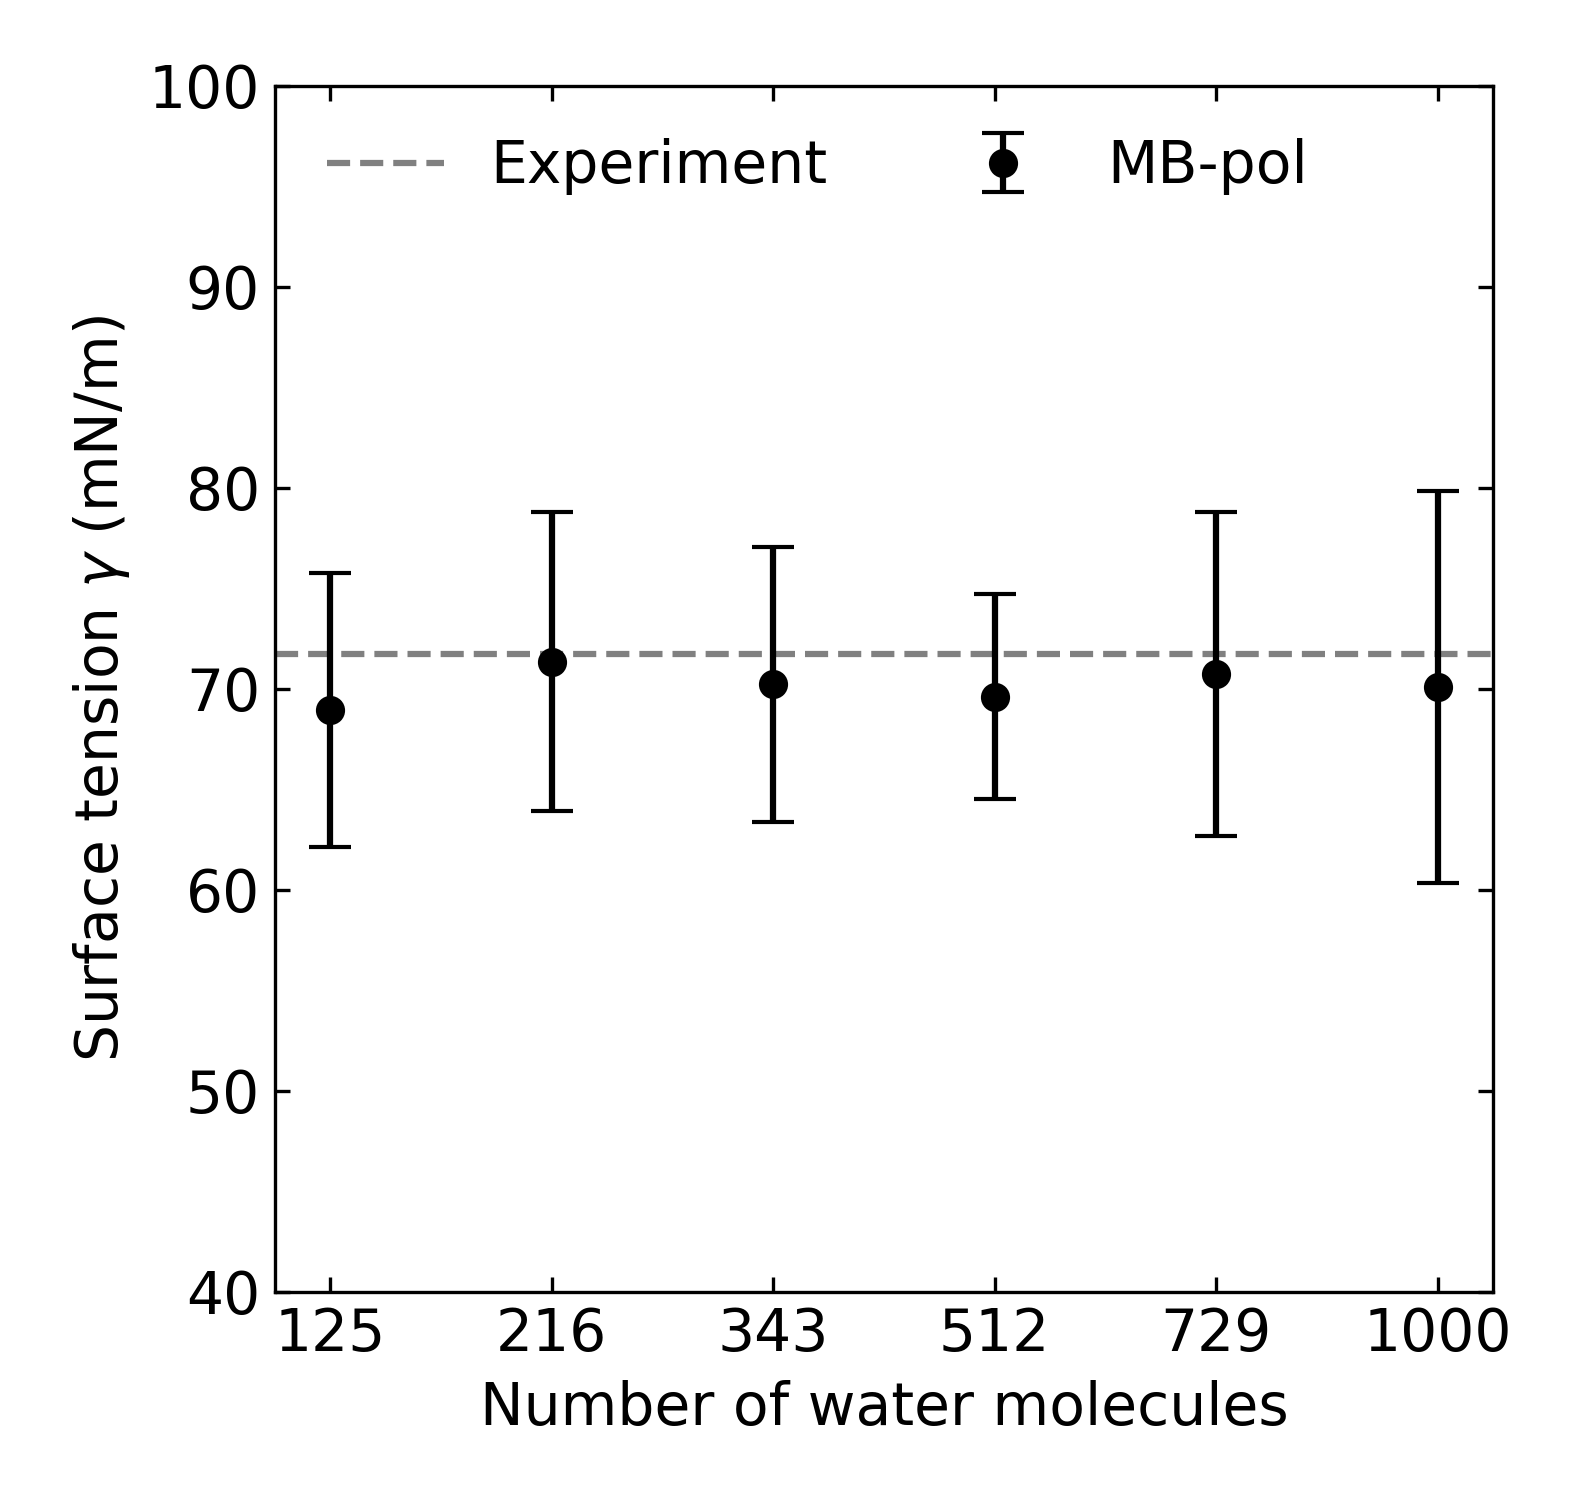 100
Experiment MB-pol
90
80
70
60
50
40
Surface tension γ (mN/m)
125 216 343 512 729 1000
Number of water molecules